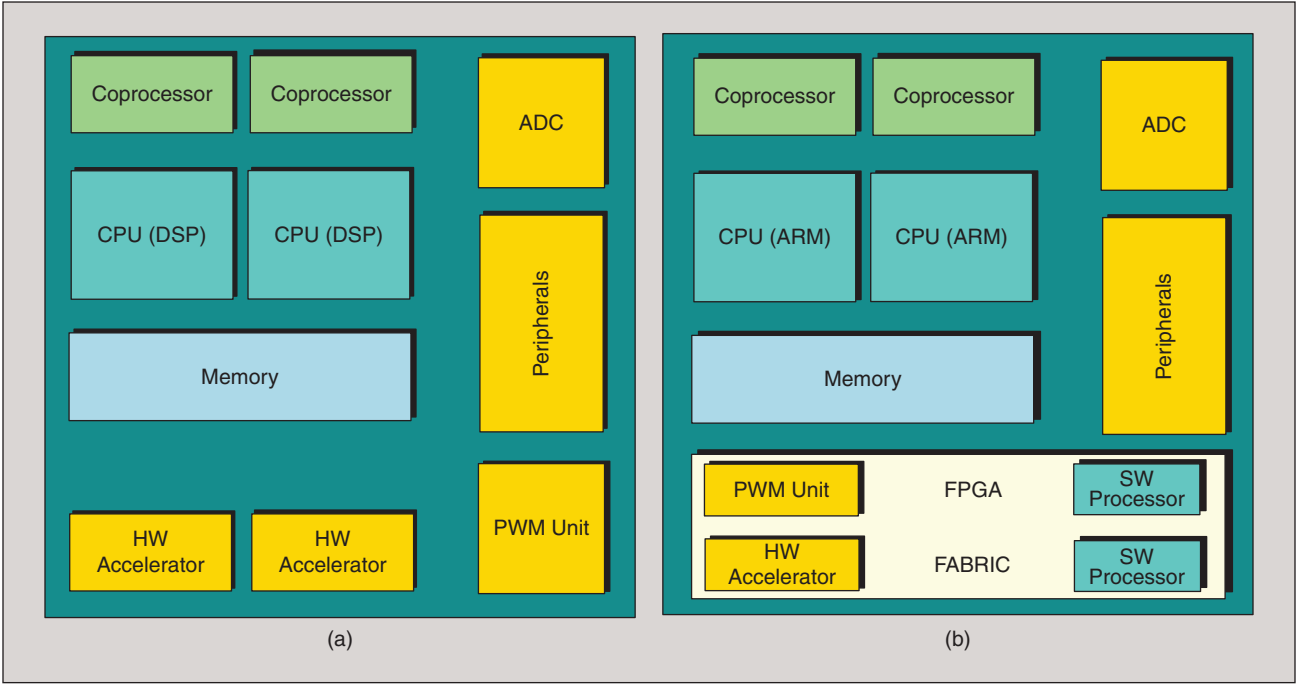 Coprocessor
Coprocessor
ADC
CPU (DSP)
CPU (DSP)
Peripherals
Memory
HW
Accelerator
HW
Accelerator
PWM Unit
(a)
Coprocessor
Coprocessor
ADC
CPU (ARM)
CPU (ARM)
Peripherals
Memory
PWM Unit
FPGA
SW
Processor
HW
Accelerator
FABRIC
SW
Processor
(b)